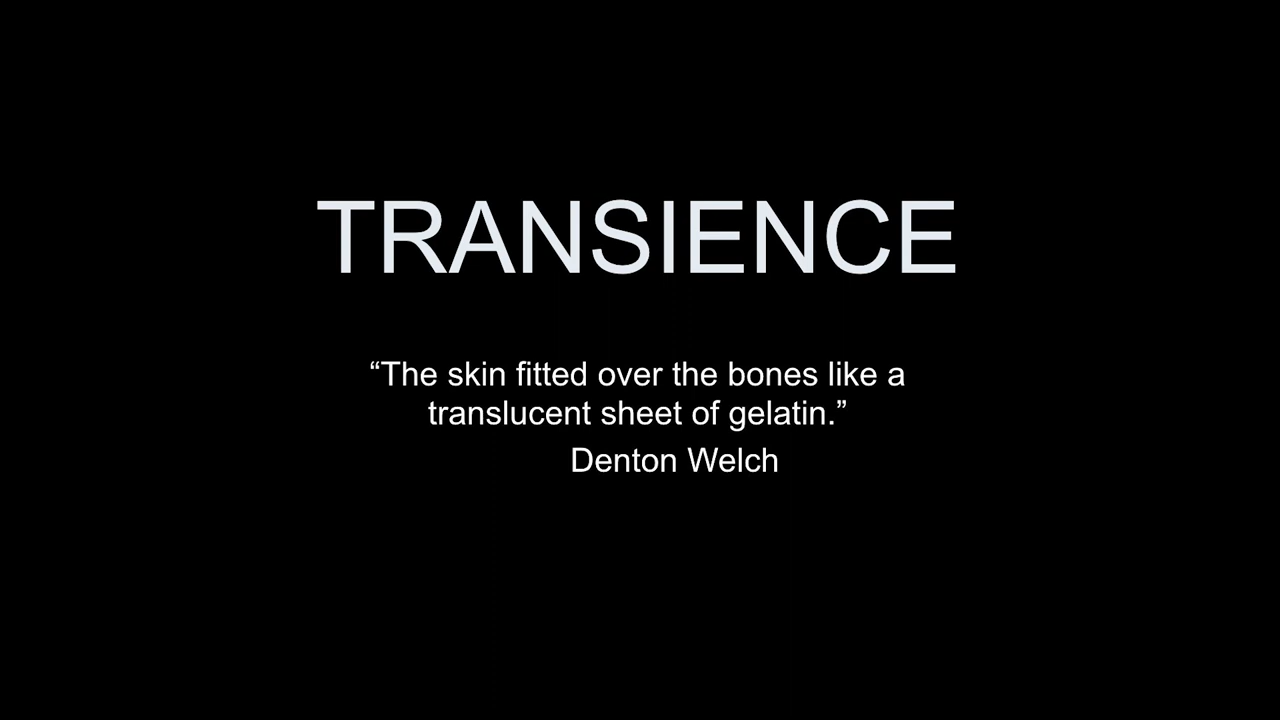 TRANSIENCE
“The skin fitted over the bones like a
translucent sheet of gelatin.”
Denton Welch